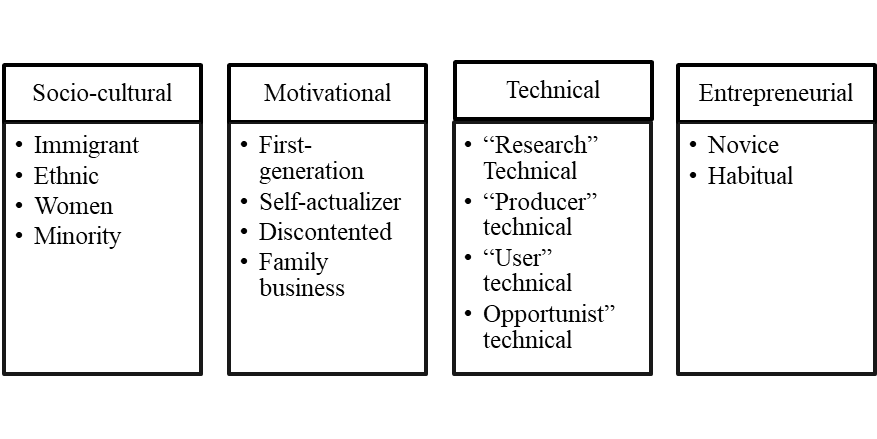 Socio-cultural
• Immigrant
• Ethnic
• Women
• Minority
Motivational
• First-
generation
• Self-actualizer
• Discontented
• Family
business
Technical
• “Research”
Technical
• “Producer”
technical
• “User”
technical
• Opportunist”
technical
Entrepreneurial
• Novice
• Habitual